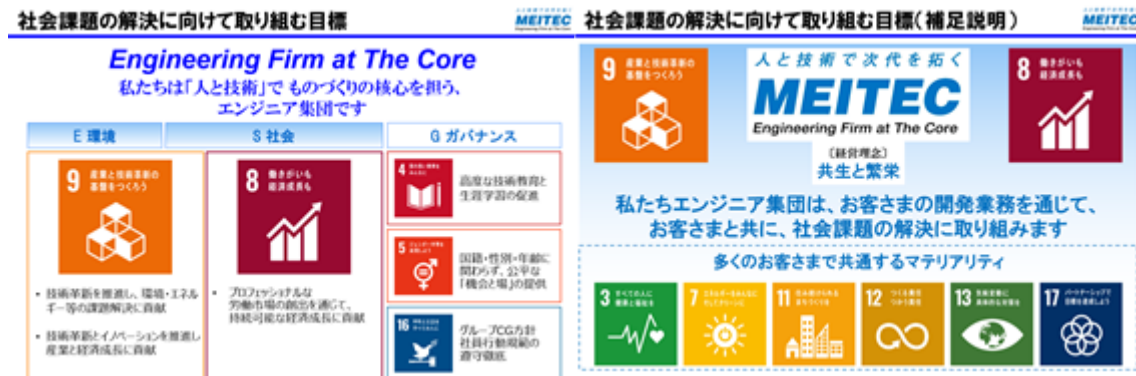 社会課題の解決に向けて取り組む目標
MEITEC
Engineering Firm at The Core
Engineering Firm at The Core
私たちは「人と技術」で ものづくりの核心を担う、
エンジニア集団です
E 環境
S 社会
G ガバナンス
9 産業と技術革新の
基盤をつくろう
・ 技術革新を推進し、環境・エネル
ギー等の課題解決に貢献
・ 技術革新とイノベーションを推進し
産業と経済成長に貢献
8 働きがいも
経済成長も
・ プロフェッショナルな
労働市場の創出を通じて、
持続可能な経済成長に貢献
4
高度な技術教育と
生涯学習の促進
5
国籍・性別・年齢に
関わらず、公平な
「機会と場」の提供
16
グループCG方針
社員行動規範の
遵守徹底
社会課題の解決に向けて取り組む目標(補足説明)
MEITEC
Engineering Firm at The Core
9 産業と技術革新の
基盤をつくろう
人と技術で次代を拓く
MEITEC
Engineering Firm at The Core
〔経営理念〕
共生と繁栄
8 働きがいも
経済成長も
私たちエンジニア集団は、お客さまの開発業務を通じて、
お客さまと共に、社会課題の解決に取り組みます
多くのお客さまで共通するマテリアリティ
3 すべての人に
健康と福祉を
7 エネルギーをみんなに
そしてクリーンに
11 住み続けられる
まちづくりを
12 つくる責任
つかう責任
13 気候変動に
具体的な対策を
17 パートナーシップで
目標を達成しよう